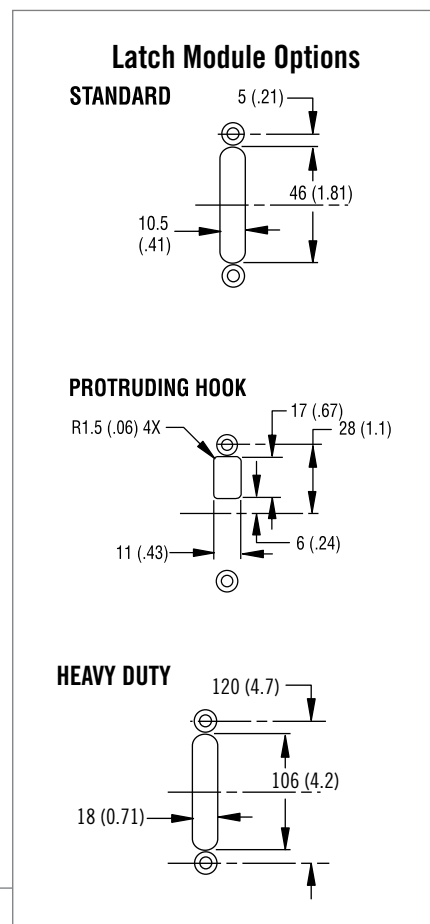 Latch Module Options
STANDARD
5 (.21)
46 (1.81)
10.5
(.41)
PROTRUDING HOOK
17 (.67)
R1.5 (.06) 4X
28 (1.1)
6 (.24)
11 (.43)
HEAVY DUTY
120 (4.7)
106 (4.2)
18 (0.71)